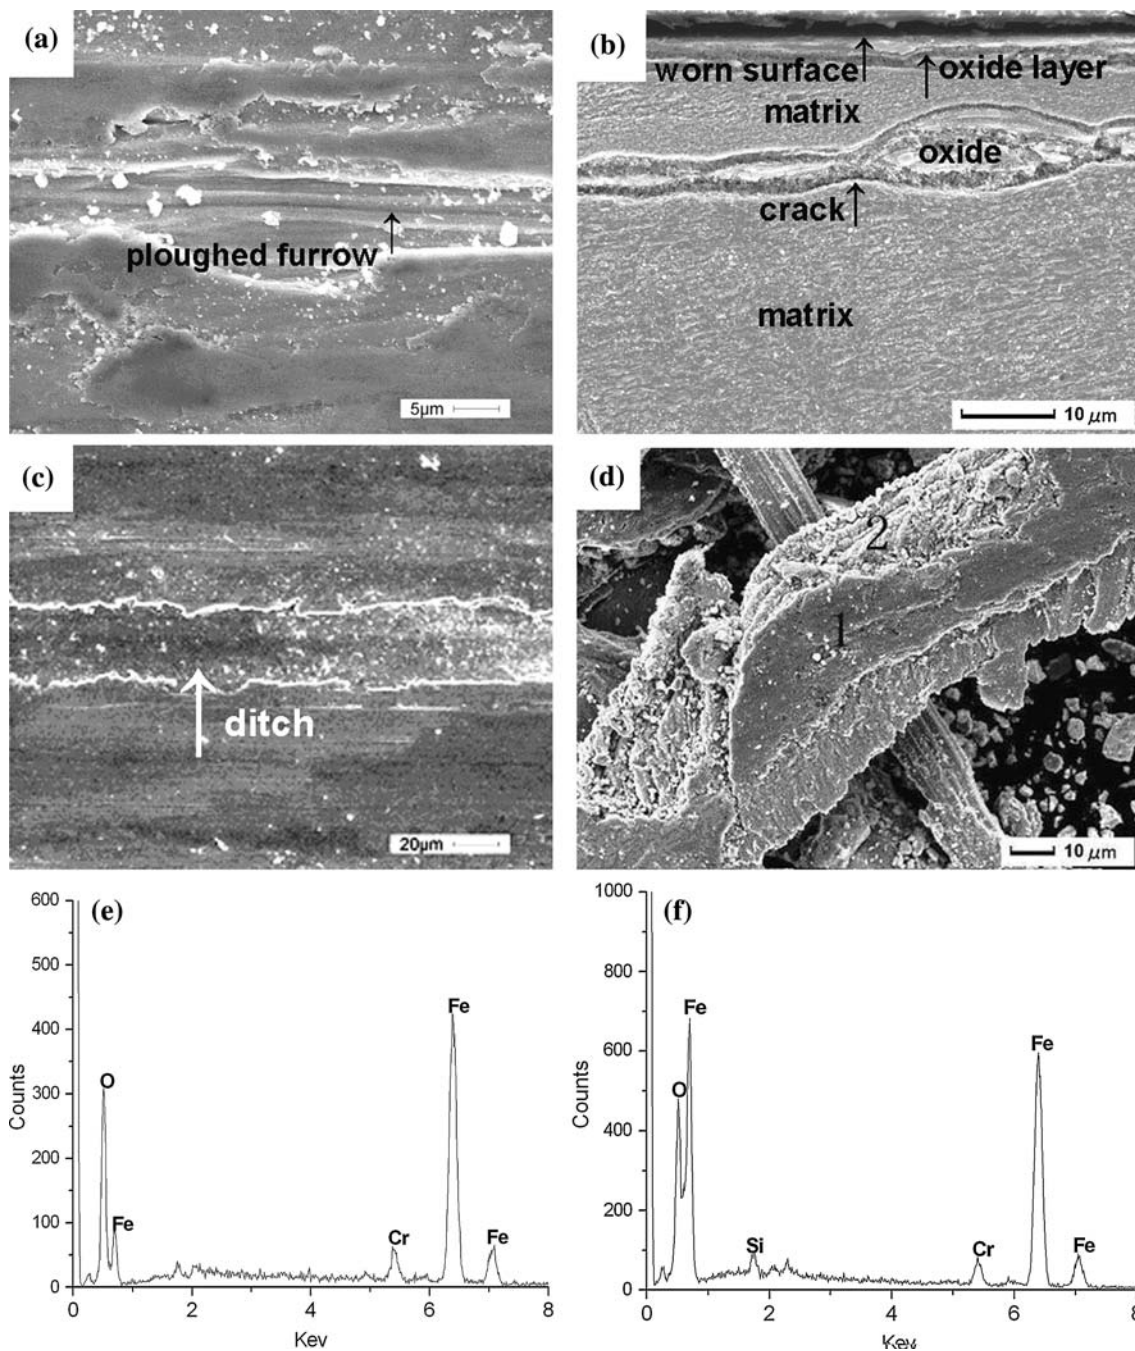 (a)
ploughed furrow
5µm
(b)
worn surface
oxide layer
matrix
oxide
crack
matrix
10 µm
(c)
ditch
20µm
(d)
2
1
10 µm
(e)
600
500
400
300
200
100
0
Counts
O
Fe
Cr
Fe
Fe
0 2 4 6 8
Kev
(f)
1000
800
600
400
200
0
Counts
O
Fe
Si
Cr
Fe
Fe
0 2 4 6 8
Kev